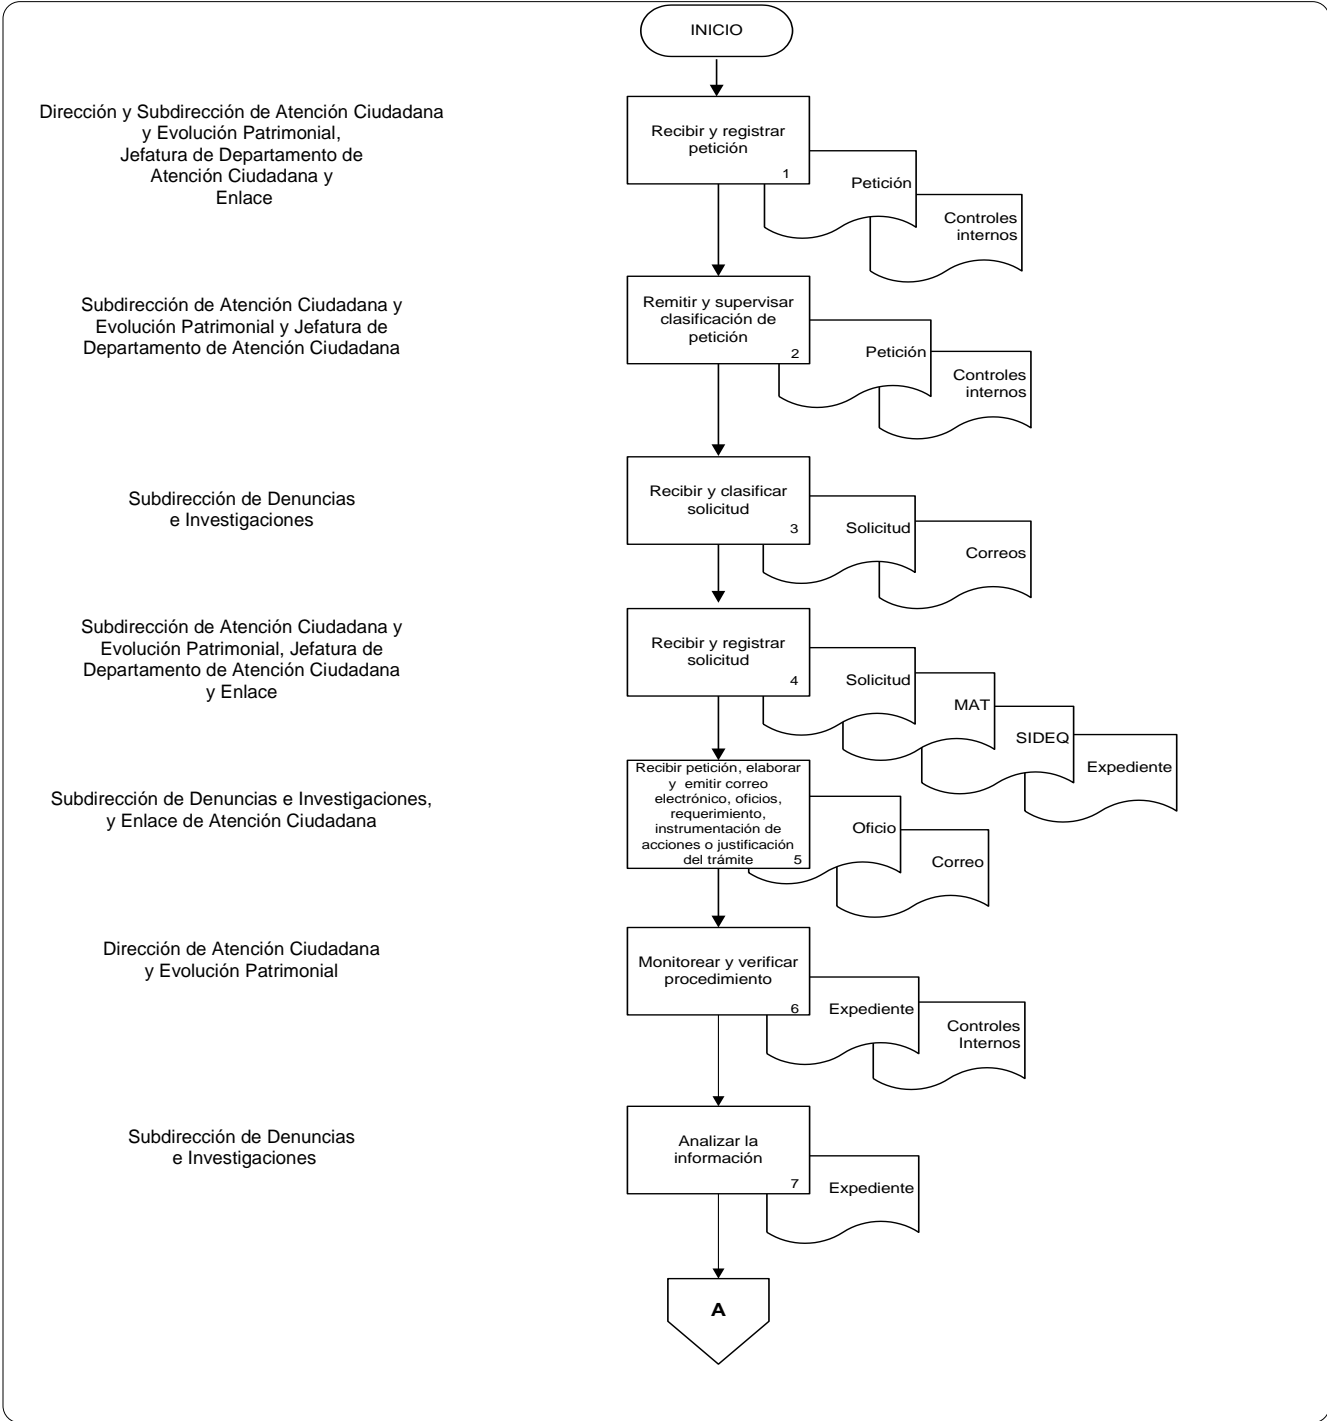 INICIO
Dirección y Subdirección de Atención Ciudadana
y Evolución Patrimonial,
Jefatura de Departamento de
Atención Ciudadana y
Enlace
Recibir y registrar
petición
1
Petición
Controles
internos
Subdirección de Atención Ciudadana y
Evolución Patrimonial y Jefatura de
Departamento de Atención Ciudadana
Remitir y supervisar
clasificación de
petición
2
Petición
Controles
internos
Subdirección de Denuncias
e Investigaciones
Recibir y clasificar
solicitud
3
Solicitud
Correos
Subdirección de Atención Ciudadana y
Evolución Patrimonial, Jefatura de
Departamento de Atención Ciudadana
y Enlace
Recibir y registrar
solicitud
4
Solicitud
MAT
SIDEQ
Expediente
Subdirección de Denuncias e Investigaciones,
y Enlace de Atención Ciudadana
Recibir petición, elaborar
y emitir correo
electrónico, oficios,
requerimiento,
instrumentación de
acciones o justificación
del trámite
5
Oficio
Correo
Dirección de Atención Ciudadana
y Evolución Patrimonial
Monitorear y verificar
procedimiento
6
Expediente
Controles
Internos
Subdirección de Denuncias
e Investigaciones
Analizar la
información
7
Expediente
A